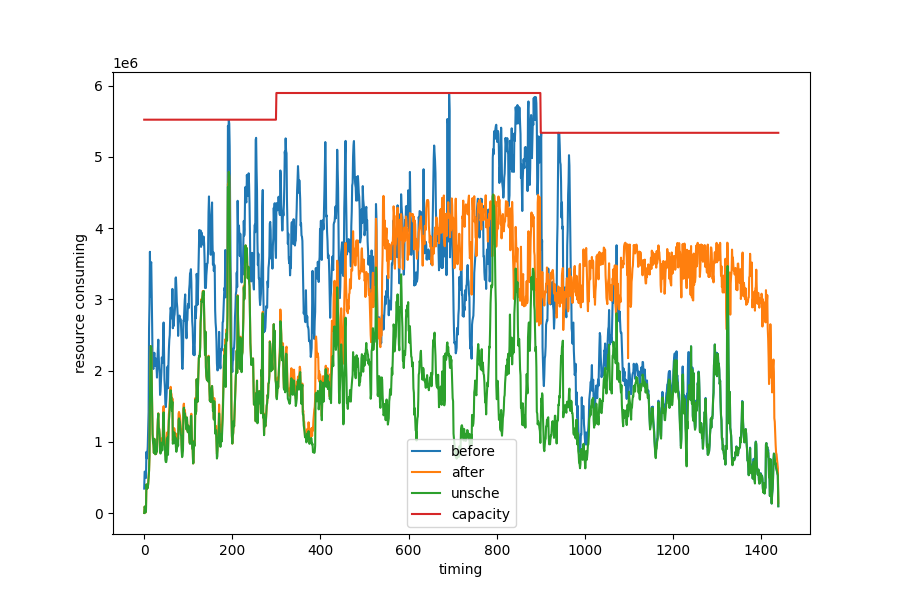 1e6
6
5
4
3
2
1
0
resource consuming
0 200 400 600 800 1000 1200 1400
timing
before
after
unsche
capacity